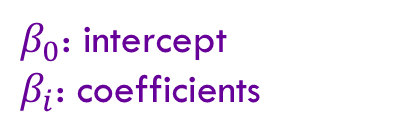 β₀: intercept
βᵢ: coefficients